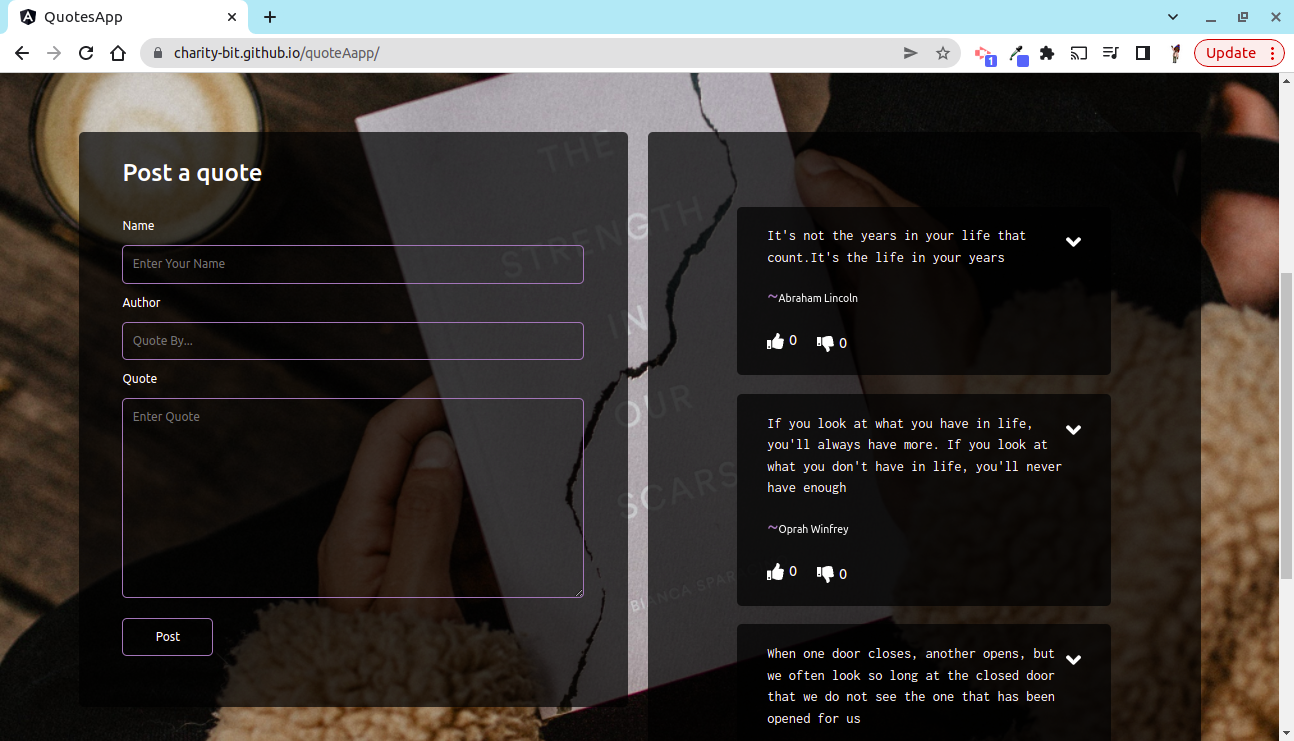 QuotesApp
charity-bit.github.io/quoteAapp/
1
Update
THE
STRENGTH
IN
OUR
SCARS
BIANCA SPAR
Post a quote
Name
Enter Your Name
Author
Quote By...
Quote
Enter Quote
Post
It's not the years in your life that
count.It's the life in your years
~Abraham Lincoln
0 0
If you look at what you have in life,
you'll always have more. If you look at
what you don't have in life, you'll never
have enough
~Oprah Winfrey
0 0
When one door closes, another opens, but
we often look so long at the closed door
that we do not see the one that has been
opened for us